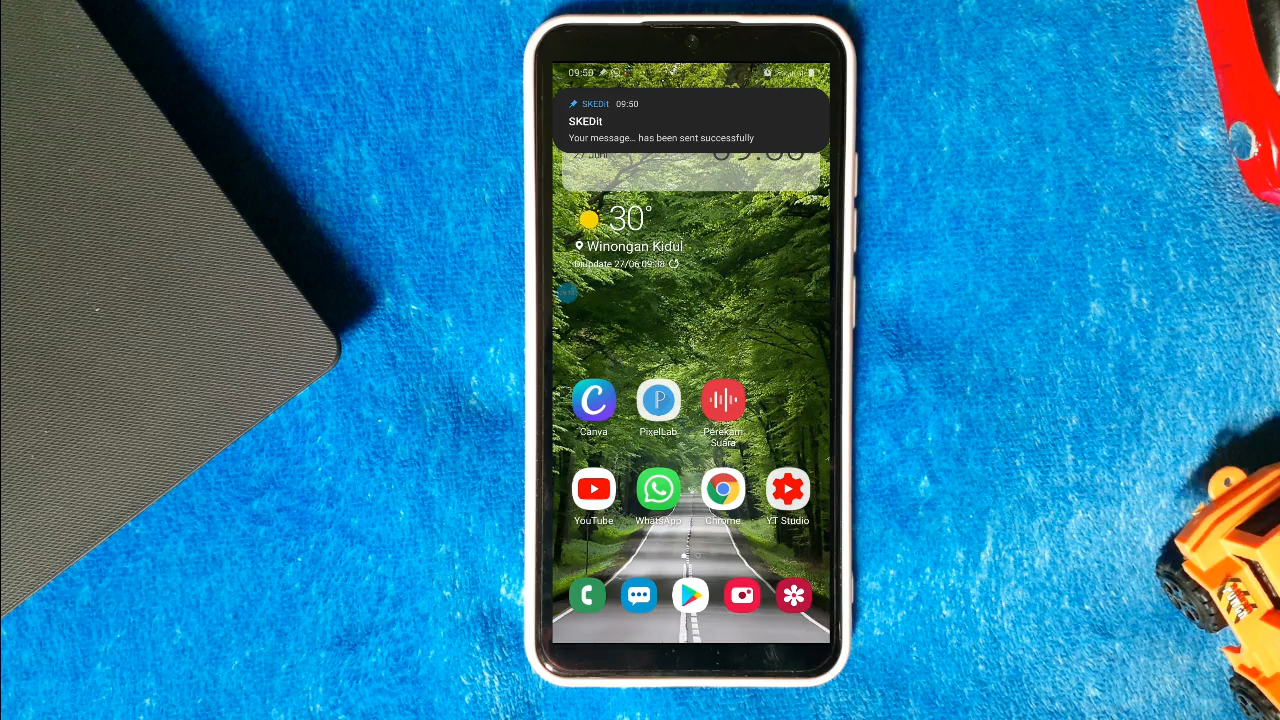 09:50
SKEDit 09:50
SKEDit
Your message... has been sent successfully
27 Juni
30°
Winongan Kidul
Diupdate 27/06 09:38
Canva
PixelLab
Perekam
Suara
YouTube
WhatsApp
Chrome
YT Studio